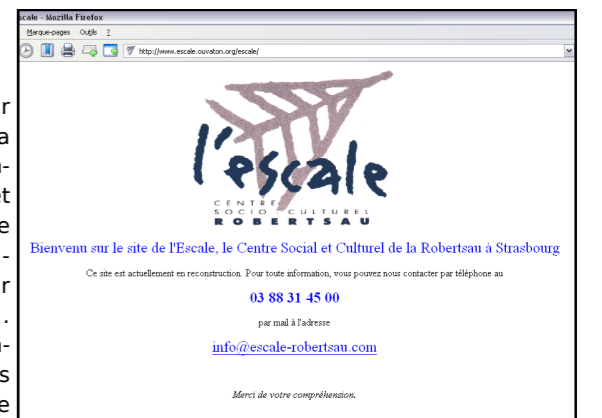 scale - Mozilla Firefox
Marque-pages Outils ?
http://www.escale.ouvaton.org/escale/
l'escale
CENTRE
SOCIO-CULTUREL
ROBERTSAU
Bienvenu sur le site de l'Escale, le Centre Social et Culturel de la Robertsau à Strasbourg
Ce site est actuellement en reconstruction. Pour toute information, vous pouvez nous contacter par téléphone au
03 88 31 45 00
par mail à l'adresse
info@escale-robertsau.com
Merci de votre compréhension.